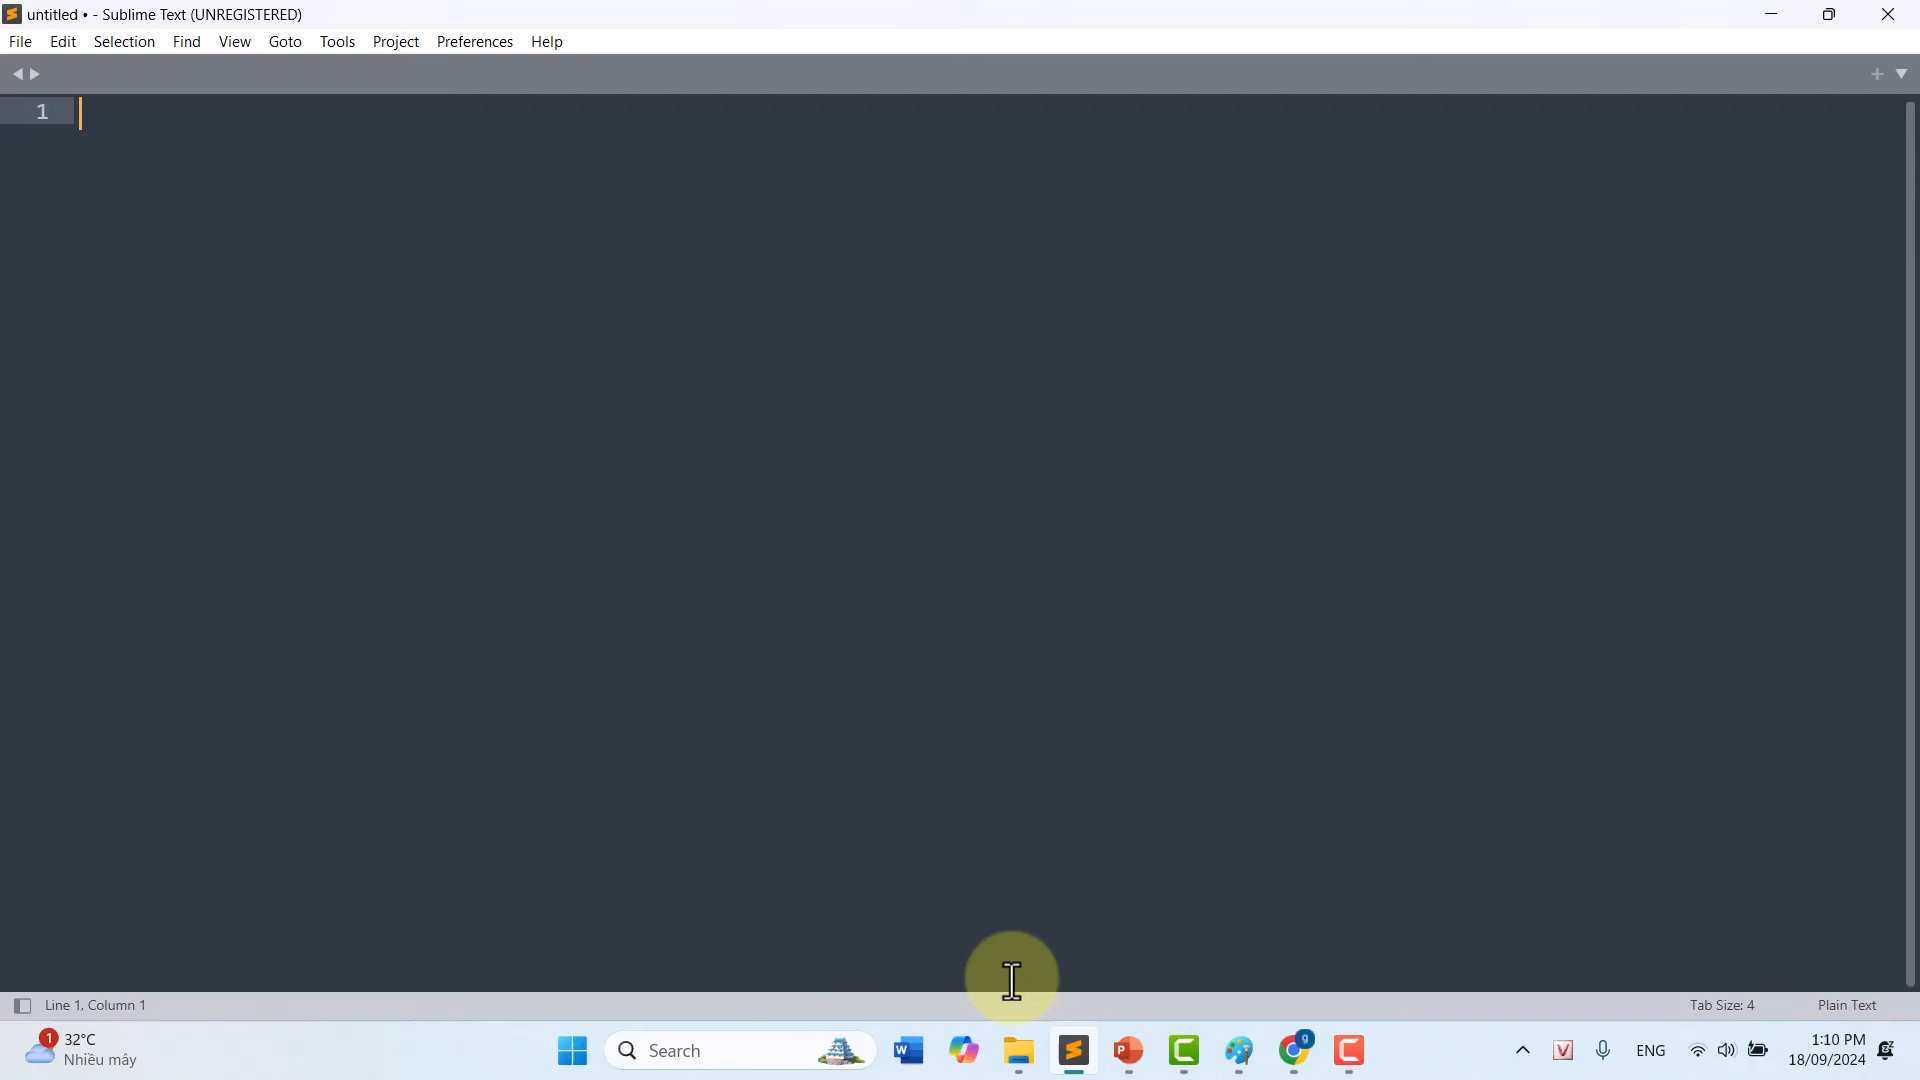 untitled • - Sublime Text (UNREGISTERED)
File Edit Selection Find View Goto Tools Project Preferences Help
1
Line 1, Column 1 Tab Size: 4 Plain Text
1 32°C
Nhiều mây
Search
g
ENG
1:10 PM
18/09/2024